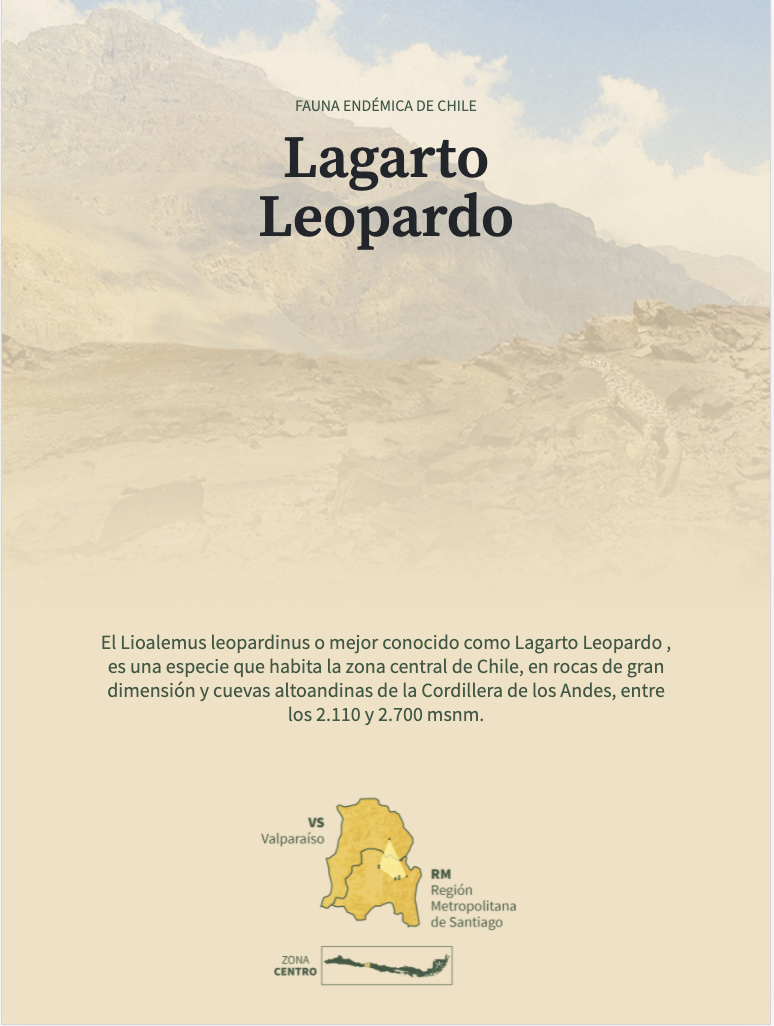 FAUNA ENDÉMICA DE CHILE
Lagarto
Leopardo
El Lioalemus leopardinus o mejor conocido como Lagarto Leopardo ,
es una especie que habita la zona central de Chile, en rocas de gran
dimensión y cuevas altoandinas de la Cordillera de los Andes, entre
los 2.110 y 2.700 msnm.
VS
Valparaíso
RM
Región
Metropolitana
de Santiago
ZONA
CENTRO